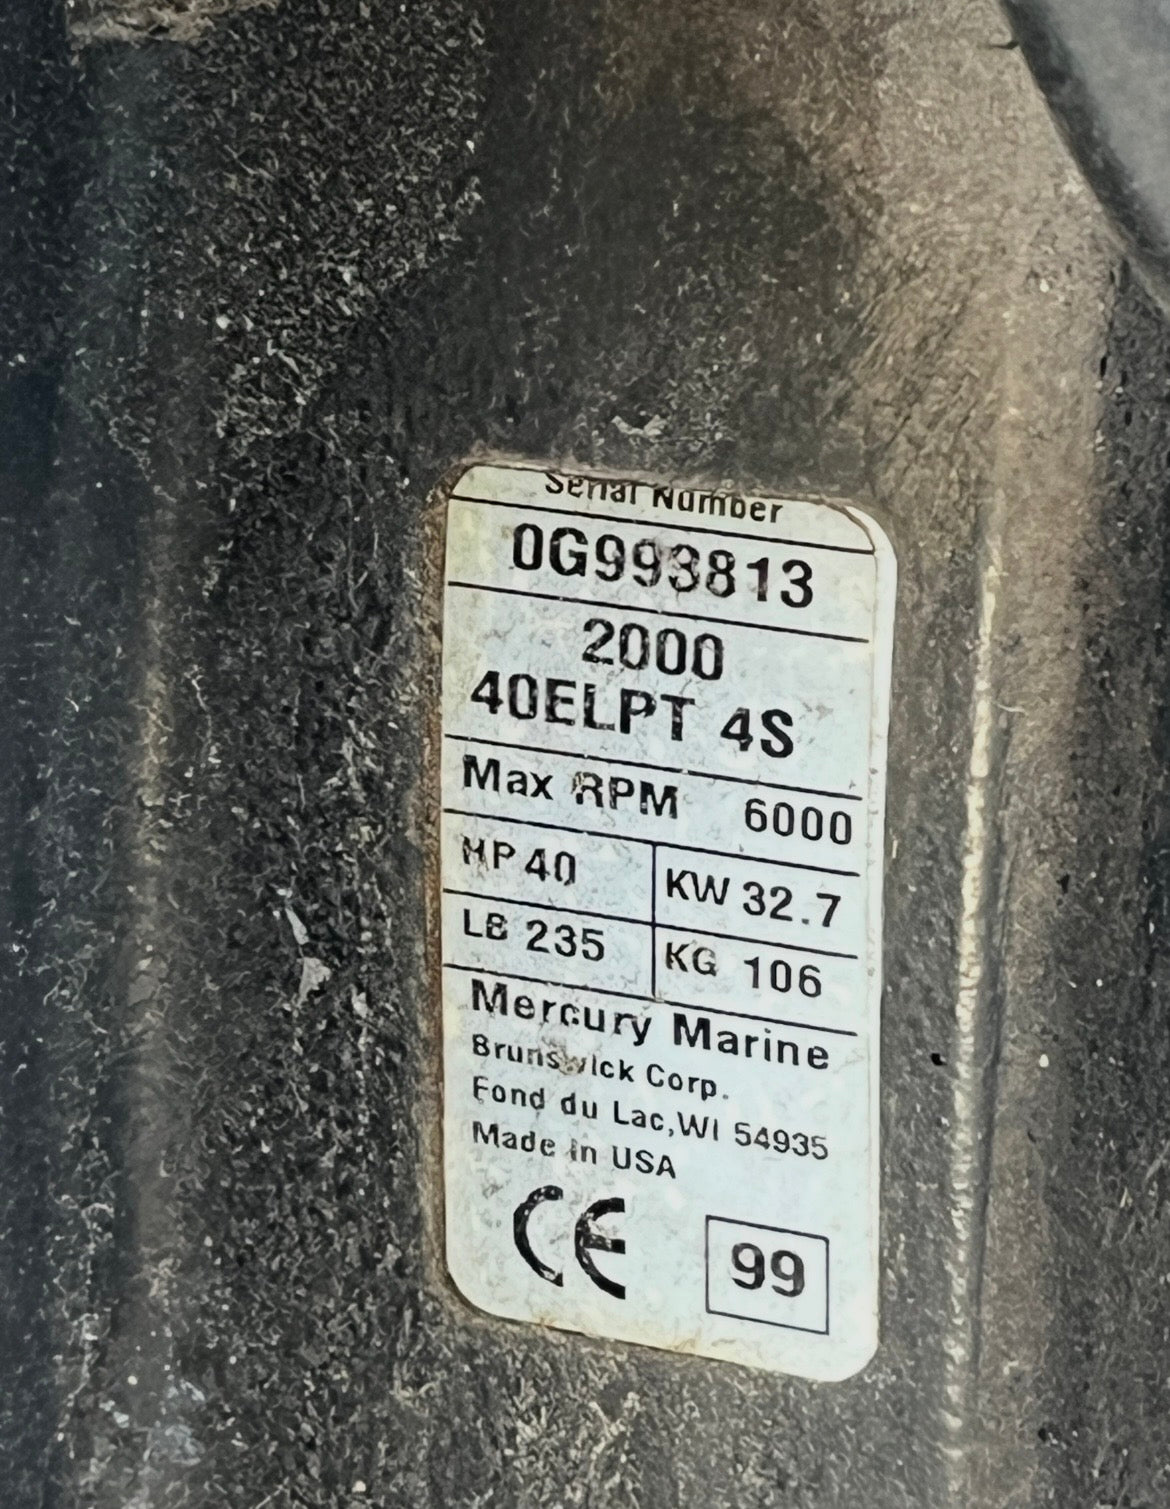 Serial Number
0G993813
2000
40ELPT 4S
Max RPM 6000
HP 40 KW 32.7
LB 235 KG 106
Mercury Marine
Brunswick Corp.
Fond du Lac,WI 54935
Made in USA
CE 99